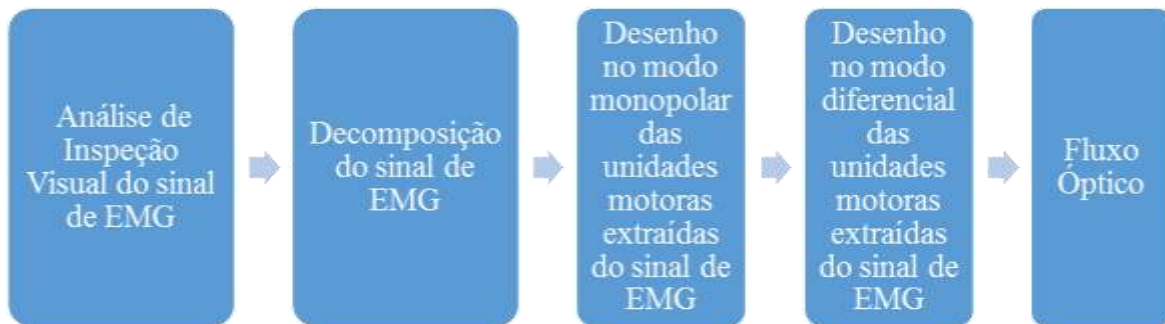 Análise de
Inspeção
Visual do sinal
de EMG
Decomposição
do sinal de
EMG
Desenho
no modo
monopolar
das
unidades
motoras
extraídas
do sinal de
EMG
Desenho
no modo
diferencial
das
unidades
motoras
extraídas
do sinal de
EMG
Fluxo
Óptico